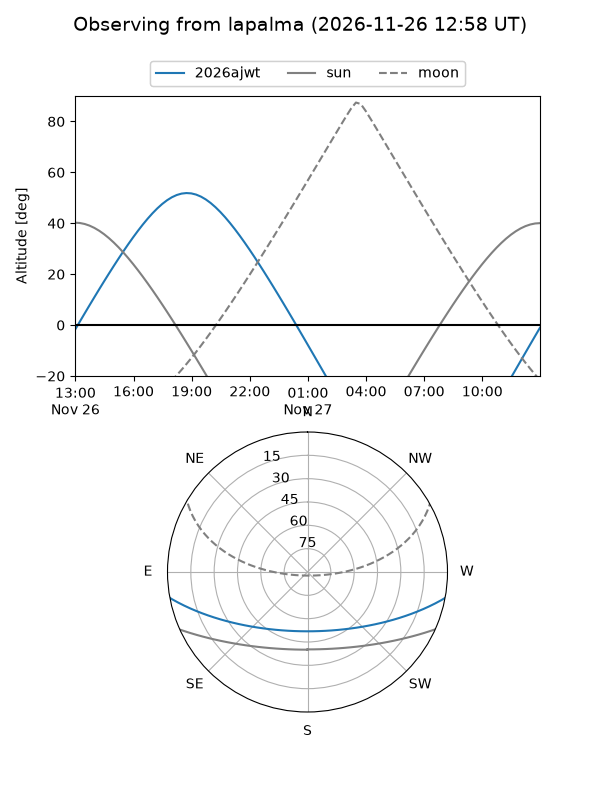 Observing from lapalma (2026-11-26 12:58 UT)
2026ajwt sun moon
80
60
40
20
0
−20
Altitude [deg]
13:00 16:00 19:00 22:00 01:00 04:00 07:00 10:00
Nov 26 Nov 27
N
NE NW
15
30
45
60
75
E W
SE SW
S